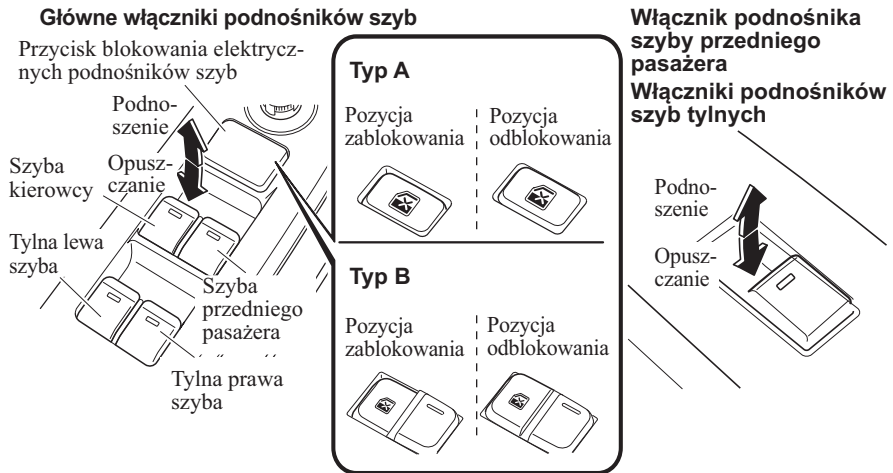 Główne włączniki podnośników szyb
Przycisk blokowania elektrycz-
nych podnośników szyb
Podno-
szenie
Opusz-
czanie
Szyba
kierowcy
Tylna lewa
szyba
Szyba
przedniego
pasażera
Tylna prawa
szyba
Typ A
Pozycja
zablokowania
Pozycja
odblokowania
Typ B
Pozycja
zablokowania
Pozycja
odblokowania
Włącznik podnośnika
szyby przedniego
pasażera
Włączniki podnośników
szyb tylnych
Podno-
szenie
Opusz-
czanie